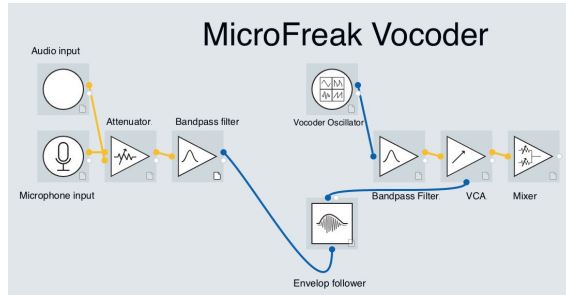 MicroFreak Vocoder
Audio input
Attenuator
Bandpass filter
Vocoder Oscillator
Microphone input
Bandpass Filter
VCA
Mixer
Envelop follower